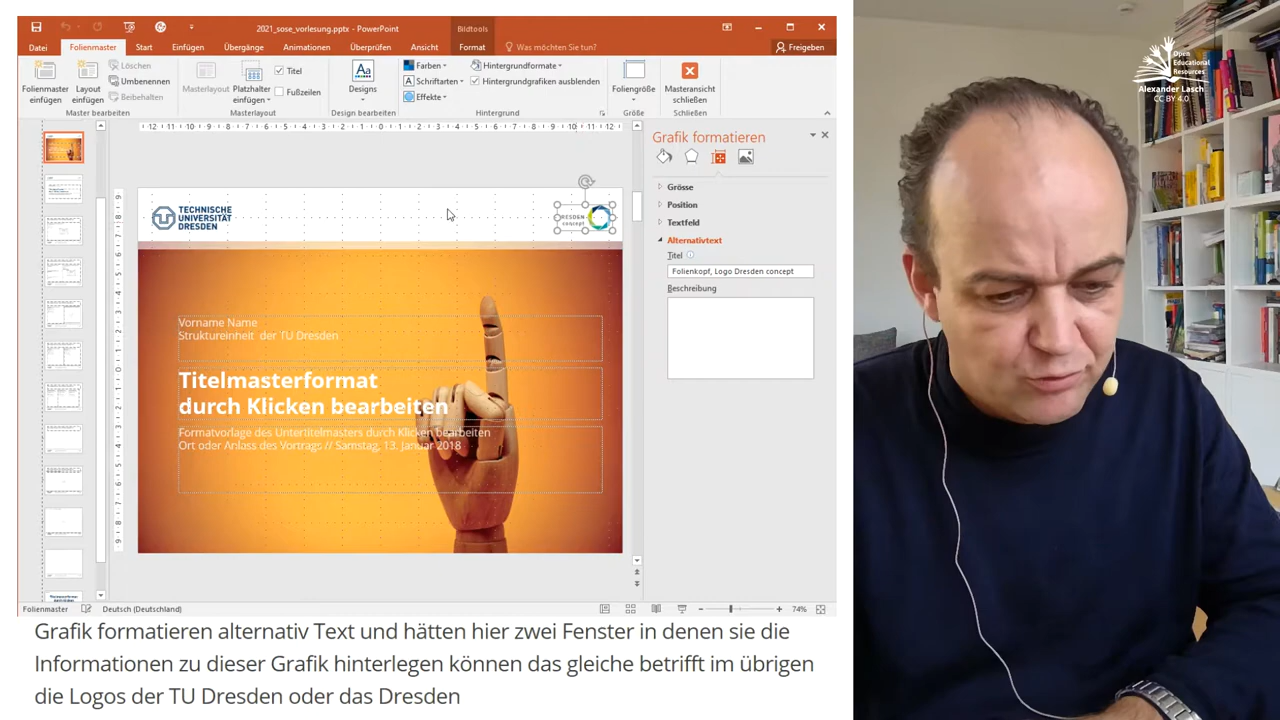 2021_sose_vorlesung.pptx - PowerPoint
Bildtools
Datei
Folienmaster
Start
Einfügen
Übergänge
Animationen
Überprüfen
Ansicht
Format
Was möchten Sie tun?
Freigeben
Folienmaster
einfügen
Layout
einfügen
Löschen
Umbenennen
Beibehalten
Master bearbeiten
Masterlayout
Platzhalter
einfügen
Titel
Fußzeilen
Masterlayout
Designs
Design bearbeiten
Farben
Schriftarten
Effekte
Hintergrundformate
Hintergrundgrafiken ausblenden
Hintergrund
Foliengröße
Größe
Masteransicht
schließen
Schließen
TECHNISCHE
UNIVERSITÄT
DRESDEN
DRESDEN
concept
Vorname Name
Struktureinheit der TU Dresden
Titelmasterformat
durch Klicken bearbeiten
Formatvorlage des Untertitelmasters durch Klicken bearbeiten
Ort oder Anlass des Vortrags // Samstag, 13. Januar 2018
Grafik formatieren
Grösse
Position
Textfeld
Alternativtext
Titel
Folienkopf, Logo Dresden concept
Beschreibung
Folienmaster
Deutsch (Deutschland)
74%
Grafik formatieren alternativ Text und hätten hier zwei Fenster in denen sie die
Informationen zu dieser Grafik hinterlegen können das gleiche betrifft im übrigen
die Logos der TU Dresden oder das Dresden
Open
Educational
Resources
Alexander Lasch
CC BY 4.0